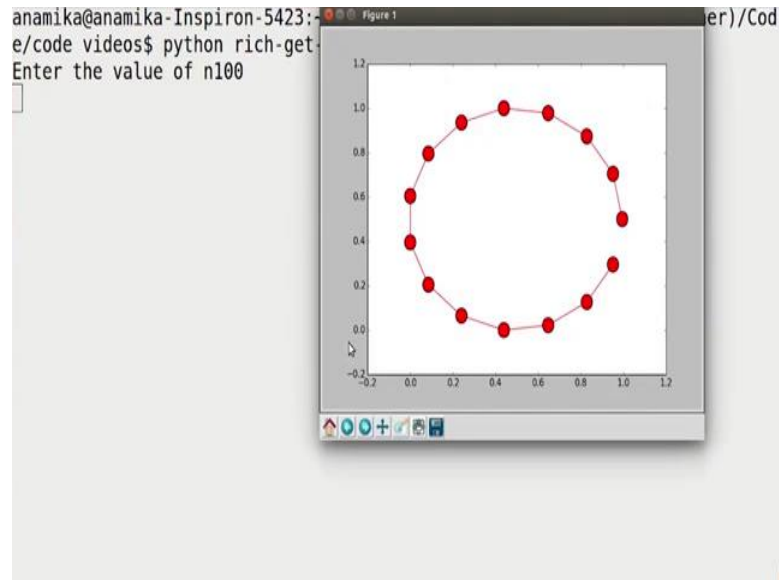 anamika@anamika-Inspiron-5423:~
er)/Cod
e/code videos$ python rich-get-
Enter the value of n100
Figure 1
1.2
1.0
0.8
0.6
0.4
0.2
0.0
−0.2
−0.2 0.0 0.2 0.4 0.6 0.8 1.0 1.2